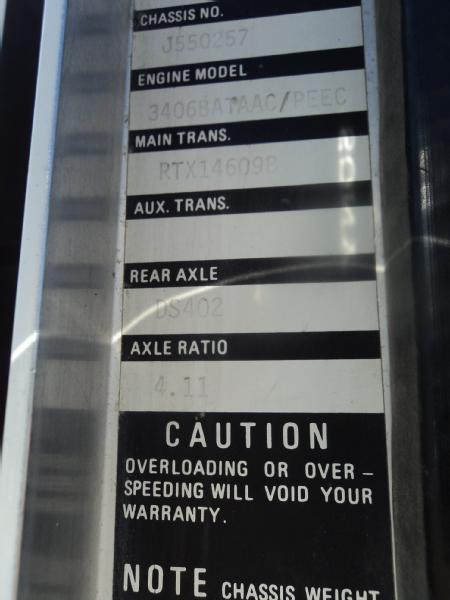 CHASSIS NO.
J550257
ENGINE MODEL
3406BATAAC/PEEC
MAIN TRANS.
RTX14609B
AUX. TRANS.
REAR AXLE
DS402
AXLE RATIO
4.11
CAUTION
OVERLOADING OR OVER-
SPEEDING WILL VOID YOUR
WARRANTY.
NOTE CHASSIS WEIGHT